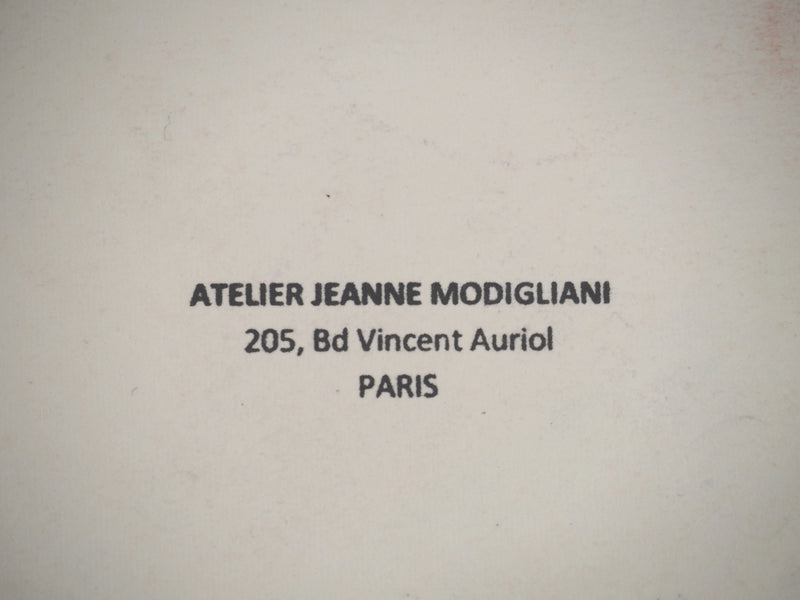 ATELIER JEANNE MODIGLIANI
205, Bd Vincent Auriol
PARIS